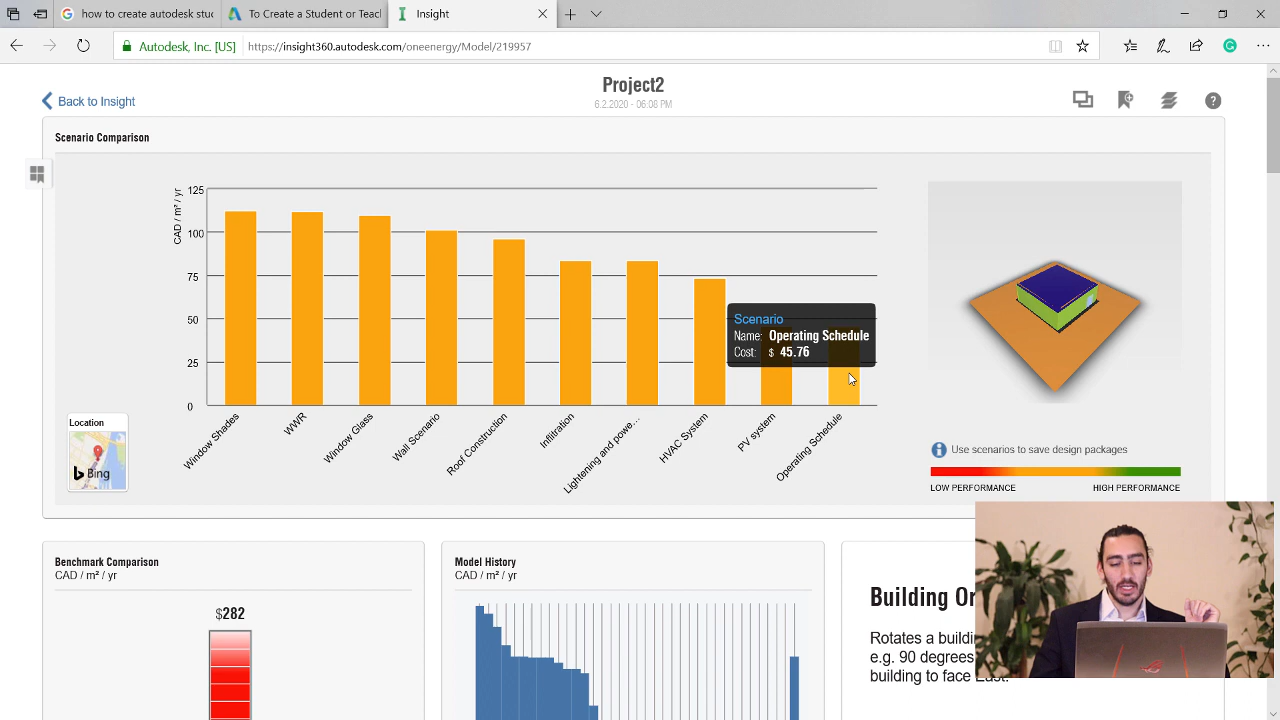 how to create autodesk stud
To Create a Student or Teach
Insight
Autodesk, Inc. [US]
https://insight360.autodesk.com/oneenergy/Model/219957
Back to Insight
Project2
6.2.2020 - 06:08 PM
Scenario Comparison
CAD / m² / yr
125
100
75
50
25
0
Window Shades
WWR
Window Glass
Wall Scenario
Roof Construction
Infiltration
Lightening and powe...
HVAC System
PV system
Operating Schedule
Scenario
Name: Operating Schedule
Cost: $ 45.76
Location
Bing
Use scenarios to save design packages
LOW PERFORMANCE
HIGH PERFORMANCE
Benchmark Comparison
CAD / m² / yr
$282
Model History
CAD / m² / yr
Building Or
Rotates a buildi
e.g. 90 degrees
building to face East.